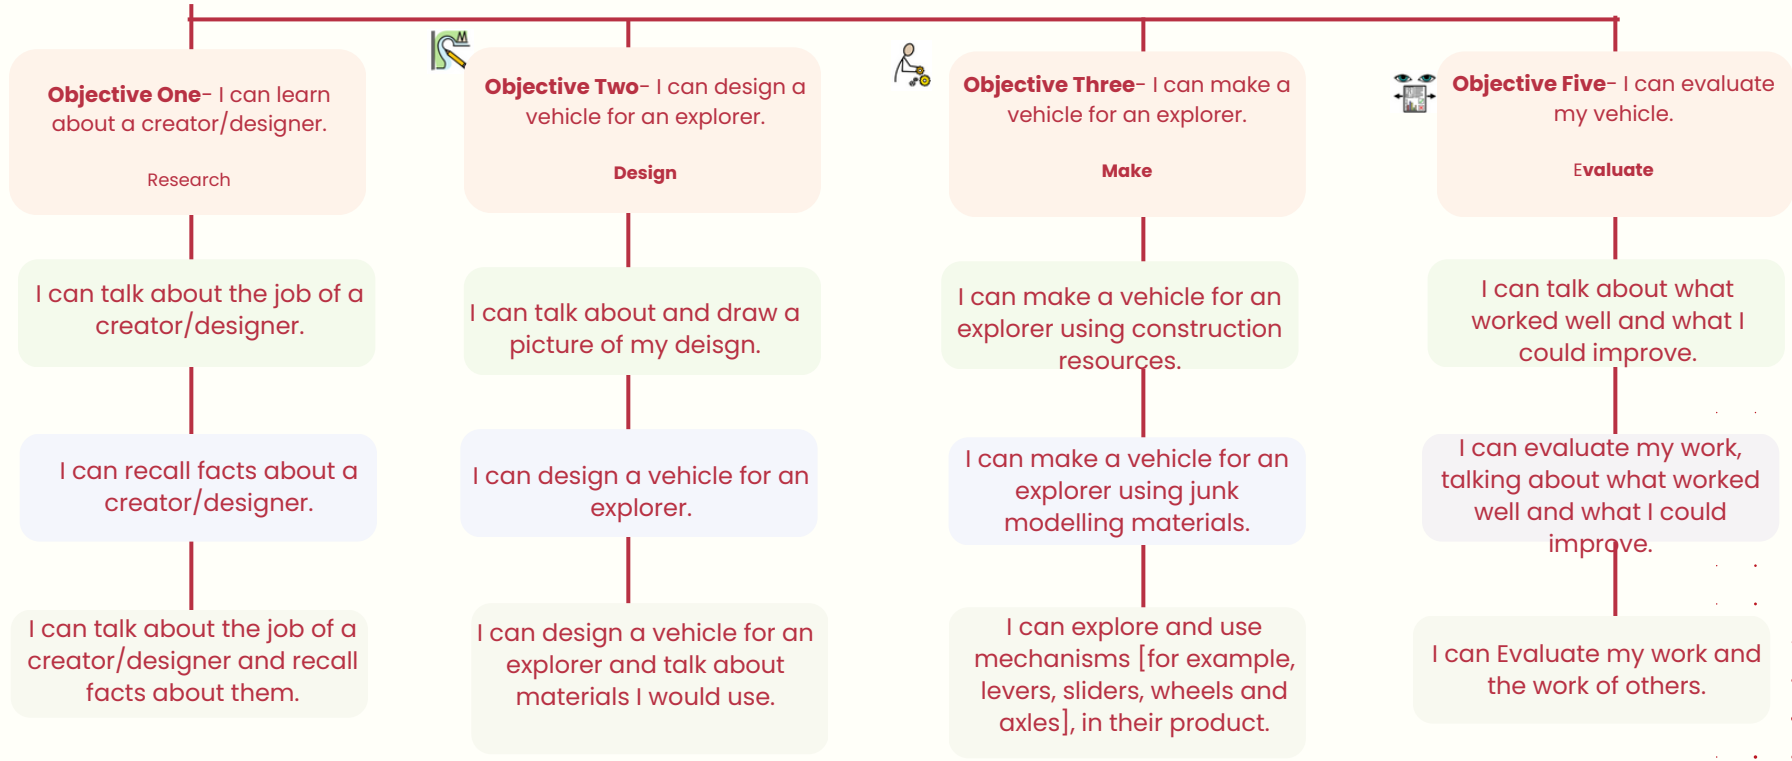 Objective One- I can learn
about a creator/designer.
Research
I can talk about the job of a
creator/designer.
I can recall facts about a
creator/designer.
I can talk about the job of a
creator/designer and recall
facts about them.
Objective Two- I can design a
vehicle for an explorer.
Design
I can talk about and draw a
picture of my deisgn.
I can design a vehicle for an
explorer.
I can design a vehicle for an
explorer and talk about
materials I would use.
Objective Three- I can make a
vehicle for an explorer.
Make
I can make a vehicle for an
explorer using construction
resources.
I can make a vehicle for an
explorer using junk
modelling materials.
I can explore and use
mechanisms [for example,
levers, sliders, wheels and
axles], in their product.
Objective Five- I can evaluate
my vehicle.
Evaluate
I can talk about what
worked well and what I
could improve.
I can evaluate my work,
talking about what worked
well and what I could
improve.
I can Evaluate my work and
the work of others.